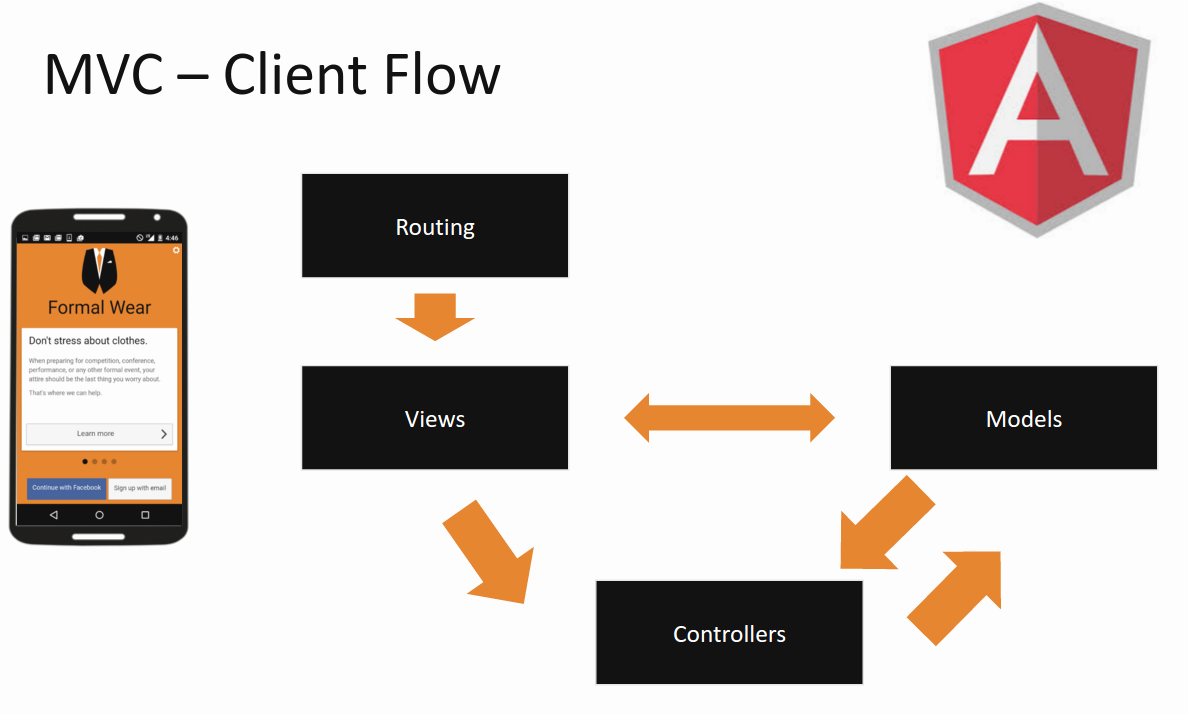 MVC – Client Flow
Routing
4:46
Formal Wear
Don't stress about clothes.
When preparing for competition, conference,
performance, or any other formal event, your
attire should be the last thing you worry about.
That's where we can help.
Learn more
Continue with Facebook
Sign up with email
Views
Models
Controllers
A